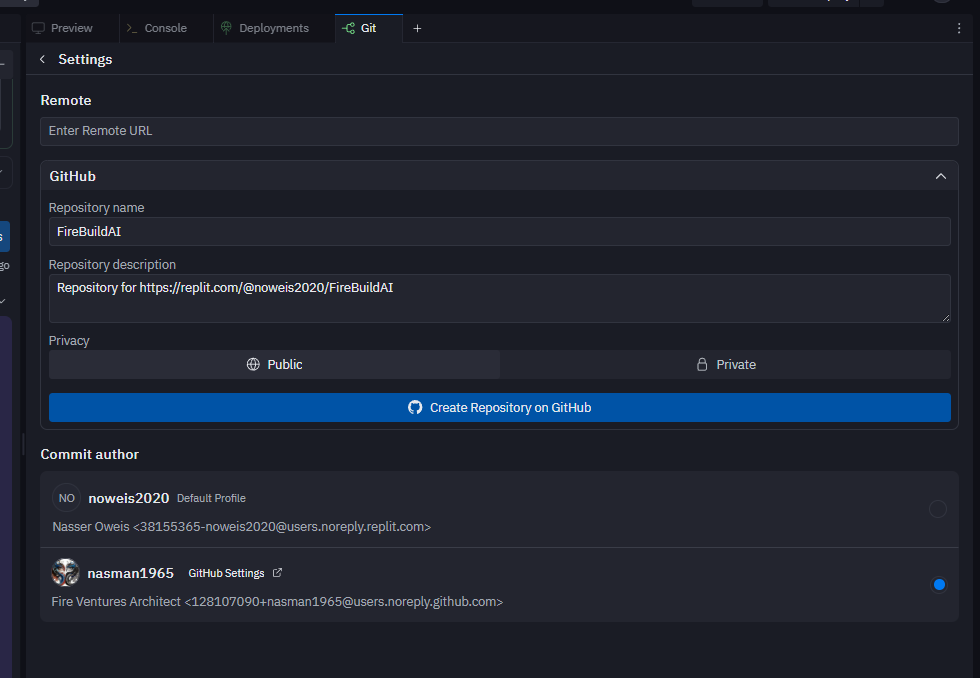 Preview
Console
Deployments
Git
Settings
Remote
Enter Remote URL
GitHub
Repository name
FireBuildAI
Repository description
Repository for https://replit.com/@noweis2020/FireBuildAI
Privacy
Public
Private
Create Repository on GitHub
Commit author
NO
noweis2020 Default Profile
Nasser Oweis <38155365-noweis2020@users.noreply.replit.com>
nasman1965 GitHub Settings
Fire Ventures Architect <128107090+nasman1965@users.noreply.github.com>